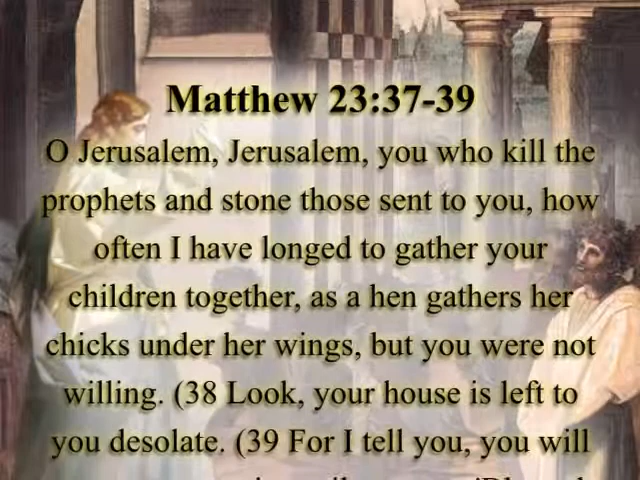 Matthew 23:37-39
O Jerusalem, Jerusalem, you who kill the
prophets and stone those sent to you, how
often I have longed to gather your
children together, as a hen gathers her
chicks under her wings, but you were not
willing. (38 Look, your house is left to
you desolate. (39 For I tell you, you will